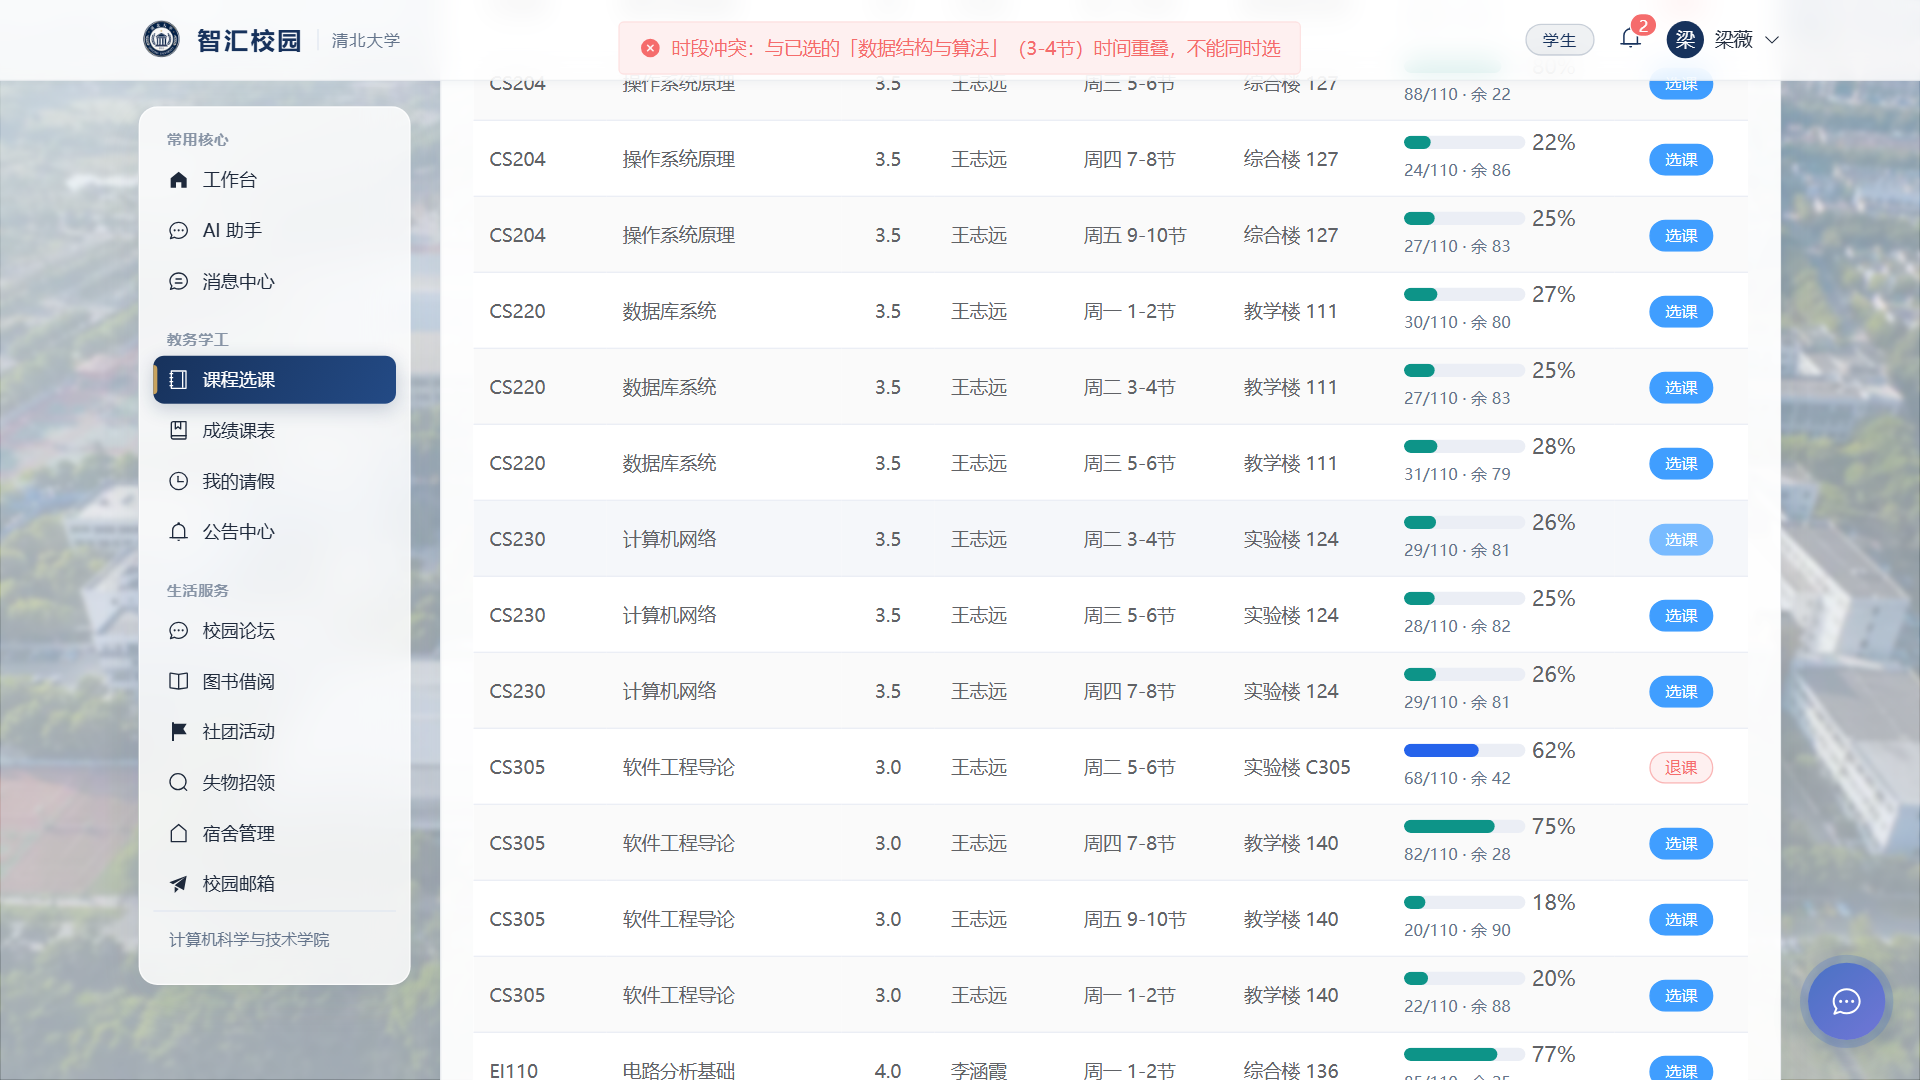 智汇校园 清北大学
时段冲突：与已选的「数据结构与算法」（3-4节）时间重叠，不能同时选
学生 2 梁 梁薇
常用核心
工作台
AI 助手
消息中心
教务学工
课程选课
成绩课表
我的请假
公告中心
生活服务
校园论坛
图书借阅
社团活动
失物招领
宿舍管理
校园邮箱
计算机科学与技术学院
CS204 操作系统原理 3.5 王志远 周三 5-6节 综合楼 127 80% 88/110 · 余 22 选课
CS204 操作系统原理 3.5 王志远 周四 7-8节 综合楼 127 22% 24/110 · 余 86 选课
CS204 操作系统原理 3.5 王志远 周五 9-10节 综合楼 127 25% 27/110 · 余 83 选课
CS220 数据库系统 3.5 王志远 周一 1-2节 教学楼 111 27% 30/110 · 余 80 选课
CS220 数据库系统 3.5 王志远 周二 3-4节 教学楼 111 25% 27/110 · 余 83 选课
CS220 数据库系统 3.5 王志远 周三 5-6节 教学楼 111 28% 31/110 · 余 79 选课
CS230 计算机网络 3.5 王志远 周二 3-4节 实验楼 124 26% 29/110 · 余 81 选课
CS230 计算机网络 3.5 王志远 周三 5-6节 实验楼 124 25% 28/110 · 余 82 选课
CS230 计算机网络 3.5 王志远 周四 7-8节 实验楼 124 26% 29/110 · 余 81 选课
CS305 软件工程导论 3.0 王志远 周二 5-6节 实验楼 C305 62% 68/110 · 余 42 退课
CS305 软件工程导论 3.0 王志远 周四 7-8节 教学楼 140 75% 82/110 · 余 28 选课
CS305 软件工程导论 3.0 王志远 周五 9-10节 教学楼 140 18% 20/110 · 余 90 选课
CS305 软件工程导论 3.0 王志远 周一 1-2节 教学楼 140 20% 22/110 · 余 88 选课
EI110 电路分析基础 4.0 李涵霞 周一 1-2节 综合楼 136 77% 选课